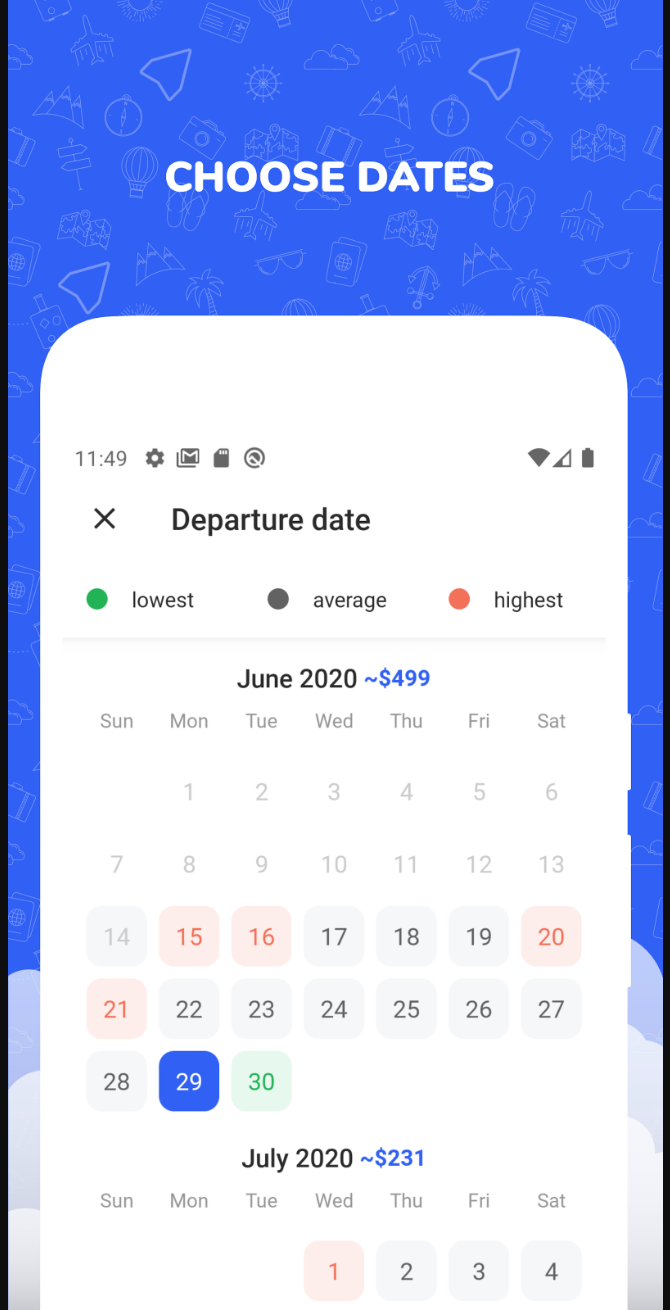 CHOOSE DATES
11:49
Departure date
lowest average highest
June 2020 ~$499
Sun Mon Tue Wed Thu Fri Sat
1 2 3 4 5 6
7 8 9 10 11 12 13
14 15 16 17 18 19 20
21 22 23 24 25 26 27
28 29 30
July 2020 ~$231
Sun Mon Tue Wed Thu Fri Sat
1 2 3 4